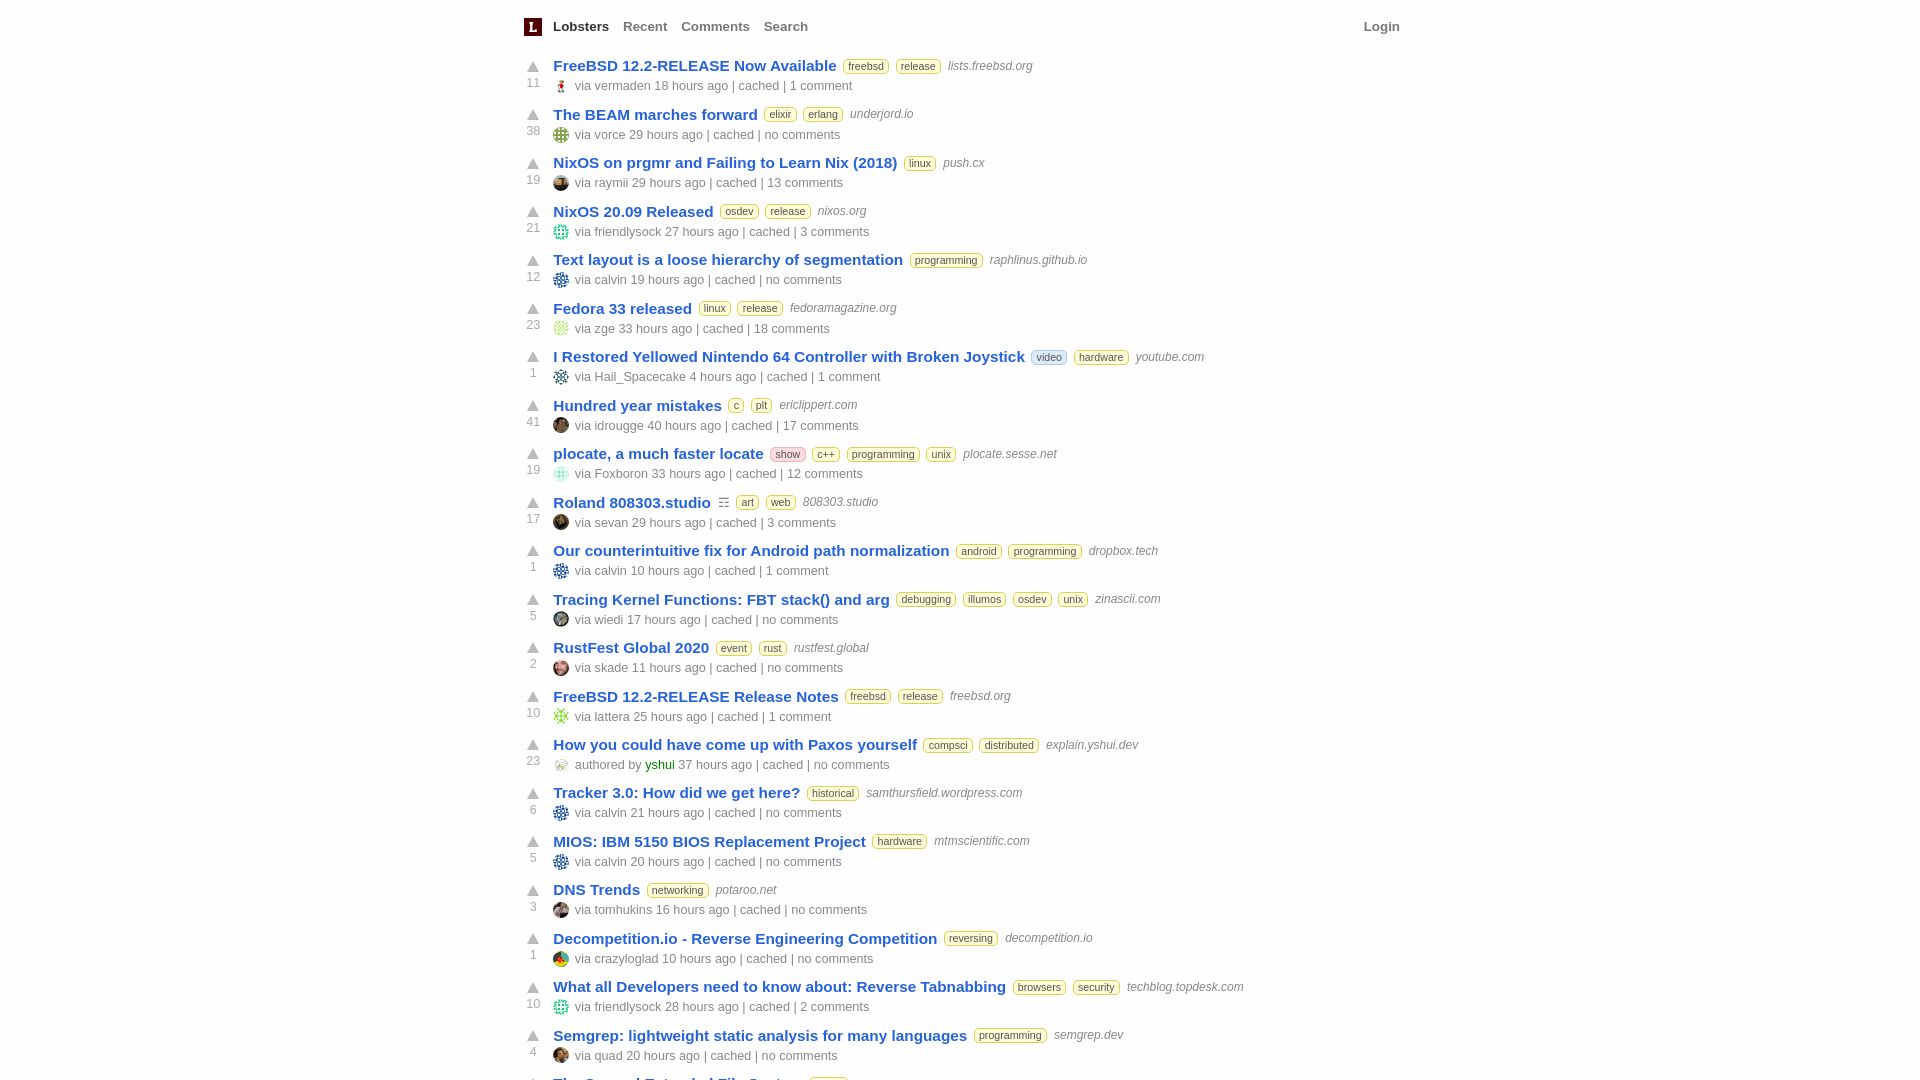 L Lobsters Recent Comments Search Login
FreeBSD 12.2-RELEASE Now Available freebsd release lists.freebsd.org
11 via vermaden 18 hours ago | cached | 1 comment
The BEAM marches forward elixir erlang underjord.io
38 via vorce 29 hours ago | cached | no comments
NixOS on prgmr and Failing to Learn Nix (2018) linux push.cx
19 via raymii 29 hours ago | cached | 13 comments
NixOS 20.09 Released osdev release nixos.org
21 via friendlysock 27 hours ago | cached | 3 comments
Text layout is a loose hierarchy of segmentation programming raphlinus.github.io
12 via calvin 19 hours ago | cached | no comments
Fedora 33 released linux release fedoramagazine.org
23 via zge 33 hours ago | cached | 18 comments
I Restored Yellowed Nintendo 64 Controller with Broken Joystick video hardware youtube.com
1 via Hail_Spacecake 4 hours ago | cached | 1 comment
Hundred year mistakes c plt ericlippert.com
41 via idrougge 40 hours ago | cached | 17 comments
plocate, a much faster locate show c++ programming unix plocate.sesse.net
19 via Foxboron 33 hours ago | cached | 12 comments
Roland 808303.studio ☶ art web 808303.studio
17 via sevan 29 hours ago | cached | 3 comments
Our counterintuitive fix for Android path normalization android programming dropbox.tech
1 via calvin 10 hours ago | cached | 1 comment
Tracing Kernel Functions: FBT stack() and arg debugging illumos osdev unix zinascii.com
5 via wiedi 17 hours ago | cached | no comments
RustFest Global 2020 event rust rustfest.global
2 via skade 11 hours ago | cached | no comments
FreeBSD 12.2-RELEASE Release Notes freebsd release freebsd.org
10 via lattera 25 hours ago | cached | 1 comment
How you could have come up with Paxos yourself compsci distributed explain.yshui.dev
23 authored by yshui 37 hours ago | cached | no comments
Tracker 3.0: How did we get here? historical samthursfield.wordpress.com
6 via calvin 21 hours ago | cached | no comments
MIOS: IBM 5150 BIOS Replacement Project hardware mtmscientific.com
5 via calvin 20 hours ago | cached | no comments
DNS Trends networking potaroo.net
3 via tomhukins 16 hours ago | cached | no comments
Decompetition.io - Reverse Engineering Competition reversing decompetition.io
1 via crazyloglad 10 hours ago | cached | no comments
What all Developers need to know about: Reverse Tabnabbing browsers security techblog.topdesk.com
10 via friendlysock 28 hours ago | cached | 2 comments
Semgrep: lightweight static analysis for many languages programming semgrep.dev
4 via quad 20 hours ago | cached | no comments